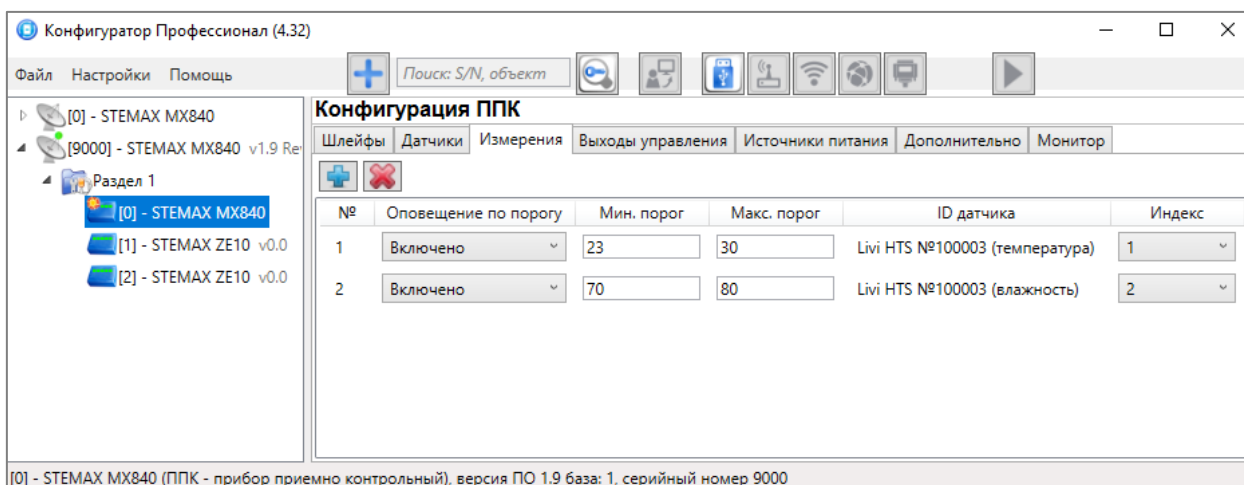 Конфигуратор Профессионал (4.32)
Файл Настройки Помощь Поиск: S/N, объект
[0] - STEMAX MX840
[9000] - STEMAX MX840 v1.9 Re
Раздел 1
[0] - STEMAX MX840
[1] - STEMAX ZE10 v0.0
[2] - STEMAX ZE10 v0.0
Конфигурация ППК
Шлейфы Датчики Измерения Выходы управления Источники питания Дополнительно Монитор
№ Оповещение по порогу Мин. порог Макс. порог ID датчика Индекс
1 Включено 23 30 Livi HTS №100003 (температура) 1
2 Включено 70 80 Livi HTS №100003 (влажность) 2
[0] - STEMAX MX840 (ППК - прибор приемно контрольный), версия ПО 1.9 база: 1, серийный номер 9000